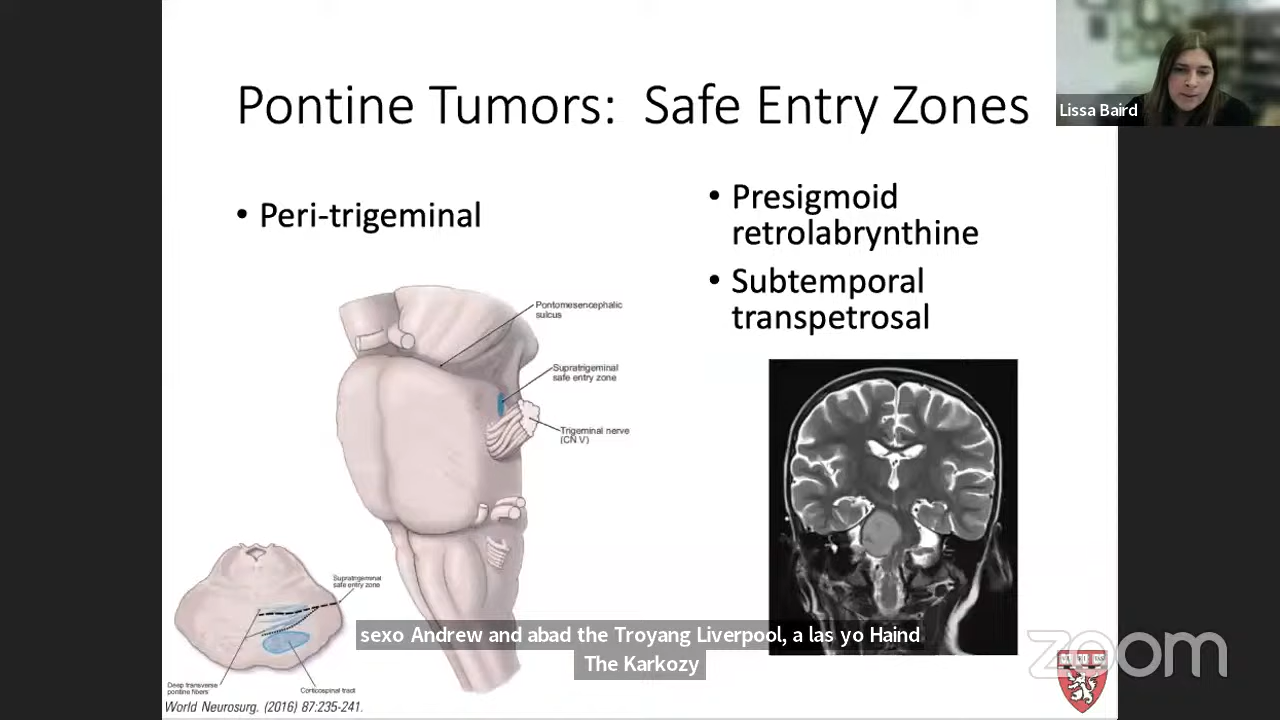 Lissa Baird
Pontine Tumors: Safe Entry Zones
• Peri-trigeminal
• Presigmoid
retrolabrynthine
• Subtemporal
transpetrosal
Pontomesencephalic
sulcus
Supratrigeminal
safe entry zone
Trigeminal nerve
(CN V)
Supratrigeminal
safe entry zone
Deep transverse
pontine fibers
Corticospinal tract
World Neurosurg. (2016) 87:235-241.
sexo Andrew and abad the Troyang Liverpool, a las yo Haind
The Karkozy
zoom